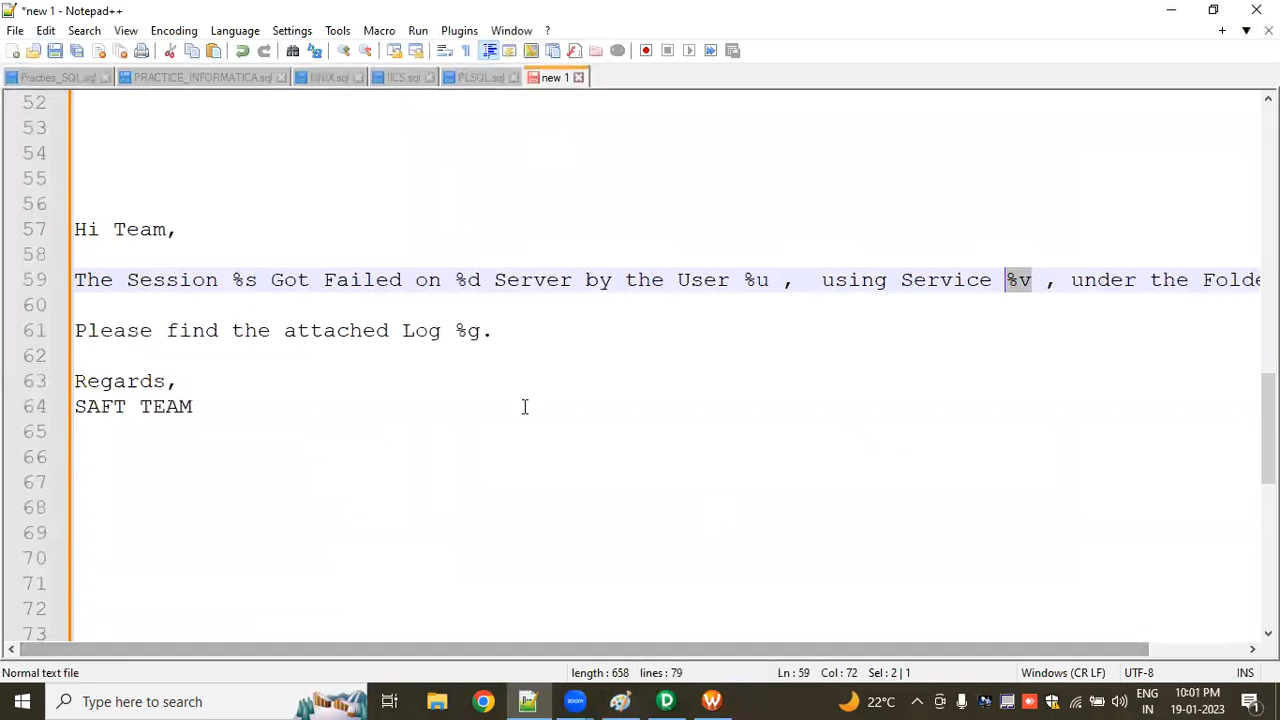 *new 1 - Notepad++
File Edit Search View Encoding Language Settings Tools Macro Run Plugins Window ?
Practies_SQL.sql PRACTICE_INFORMATICA.sql UNIX.sql IICS.sql PLSQL.sql new 1
52
53
54
55
56
57 Hi Team,
58
59 The Session %s Got Failed on %d Server by the User %u , using Service %v , under the Folde
60
61 Please find the attached Log %g.
62
63 Regards,
64 SAFT TEAM
65
66
67
68
69
70
71
72
73
Normal text file length : 658 lines : 79 Ln : 59 Col : 72 Sel : 2 | 1 Windows (CR LF) UTF-8 INS
Type here to search zoom 22°C ENG IN 10:01 PM 19-01-2023 1